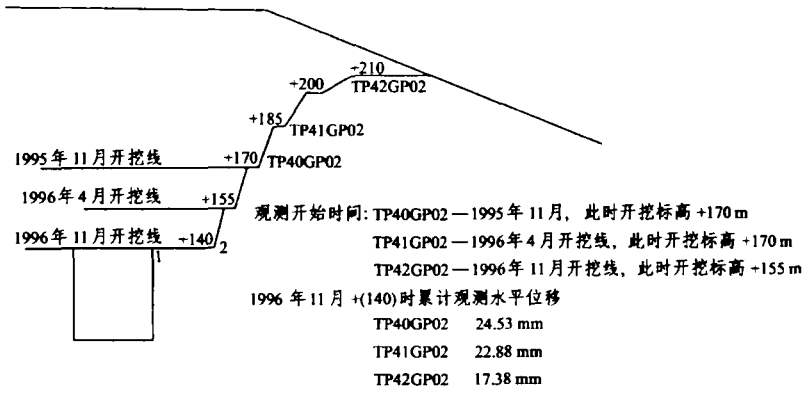 +210
+200
TP42GP02
+185
TP41GP02
1995年11月开挖线
+170
TP40GP02
1996年4月开挖线
+155
观测开始时间: TP40GP02—1995年11月, 此时开挖标高 +170 m
1996年11月开挖线
+140
2
1
TP41GP02—1996年4月开挖线, 此时开挖标高 +170 m
TP42GP02—1996年11月开挖线, 此时开挖标高 +155 m
1996 年11月 +(140)时累计观测水平位移
TP40GP02 24.53 mm
TP41GP02 22.88 mm
TP42GP02 17.38 mm